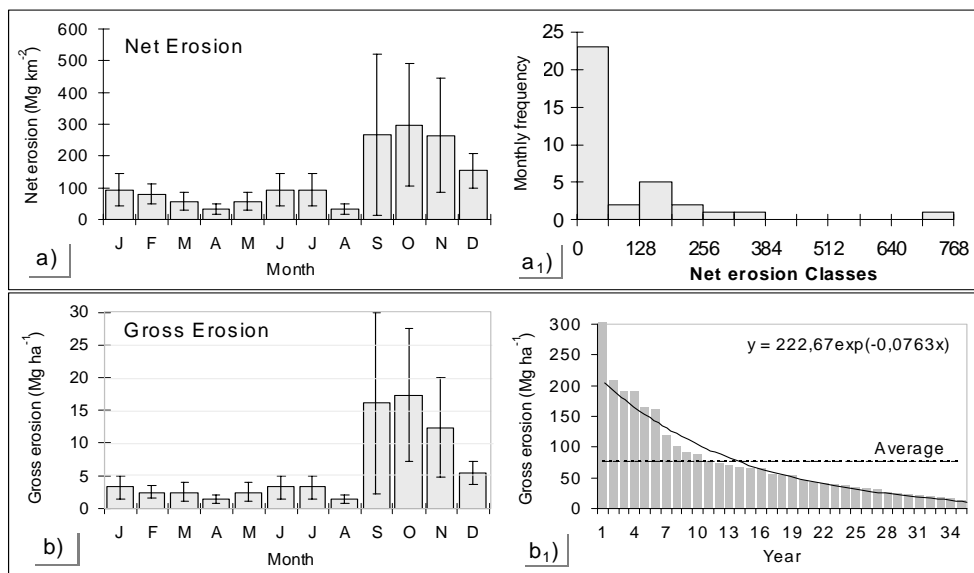 Net Erosion
Net erosion (Mg km-2)
600
500
400
300
200
100
0
J F M A M J J A S O N D
Month
a)
Monthly frequency
25
20
15
10
5
0
0 128 256 384 512 640 768
Net erosion Classes
a1)
Gross Erosion
Gross erosion (Mg ha-1)
30
25
20
15
10
5
0
J F M A M J J A S O N D
Month
b)
y = 222,67exp(-0,0763x)
Average
Gross erosion (Mg ha-1)
300
250
200
150
100
50
0
1 4 7 10 13 16 19 22 25 28 31 34
Year
b1)